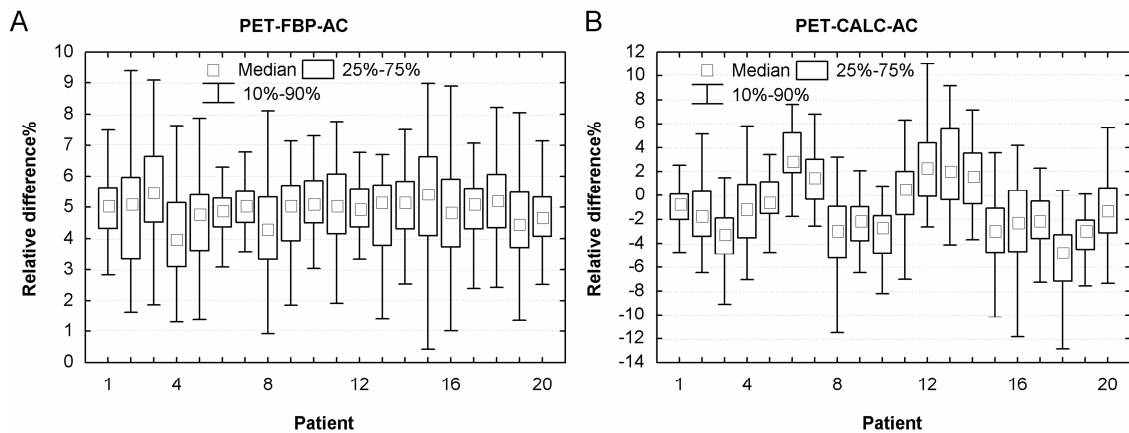 A
PET-FBP-AC
Relative difference%
10
9
8
7
6
5
4
3
2
1
0
Median 25%-75%
10%-90%
1 4 8 12 16 20
Patient
B
PET-CALC-AC
Relative difference%
12
10
8
6
4
2
0
-2
-4
-6
-8
-10
-12
-14
Median 25%-75%
10%-90%
1 4 8 12 16 20
Patient